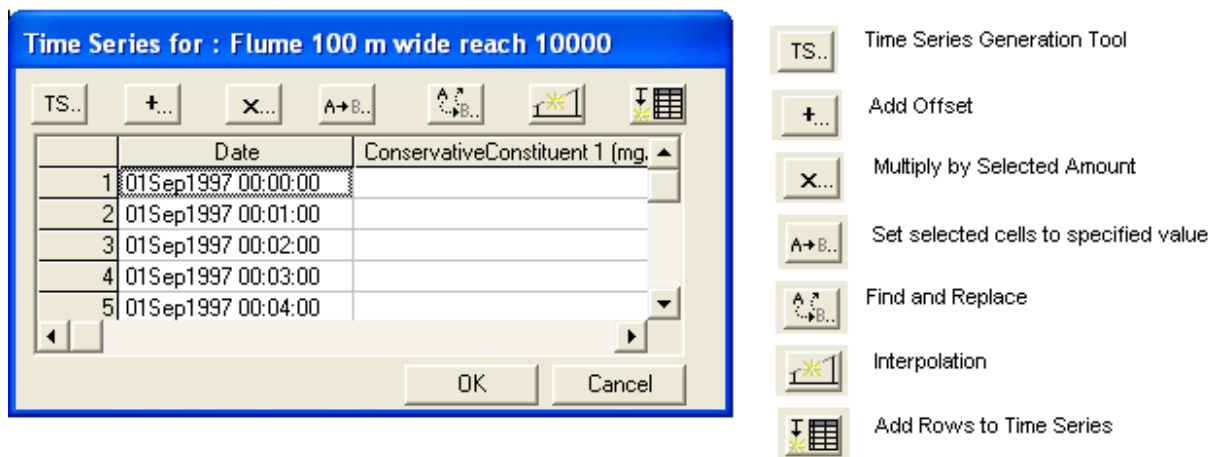 Time Series for : Flume 100 m wide reach 10000
TS.. +... x... A→B.. A B..
Date ConservativeConstituent 1 (mg.
1 01Sep1997 00:00:00
2 01Sep1997 00:01:00
3 01Sep1997 00:02:00
4 01Sep1997 00:03:00
5 01Sep1997 00:04:00
OK Cancel
TS.. Time Series Generation Tool
+... Add Offset
x... Multiply by Selected Amount
A→B.. Set selected cells to specified value
A B.. Find and Replace
Interpolation
Add Rows to Time Series